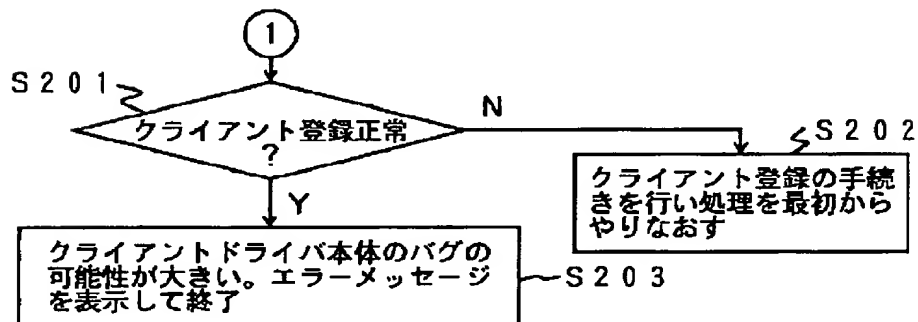 1
S201
クライアント登録正常
?
N
S202
クライアント登録の手続
きを行い処理を最初から
やりなおす
Y
クライアントドライバ本体のバグの
可能性が大きい。エラーメッセージ
を表示して終了
S203